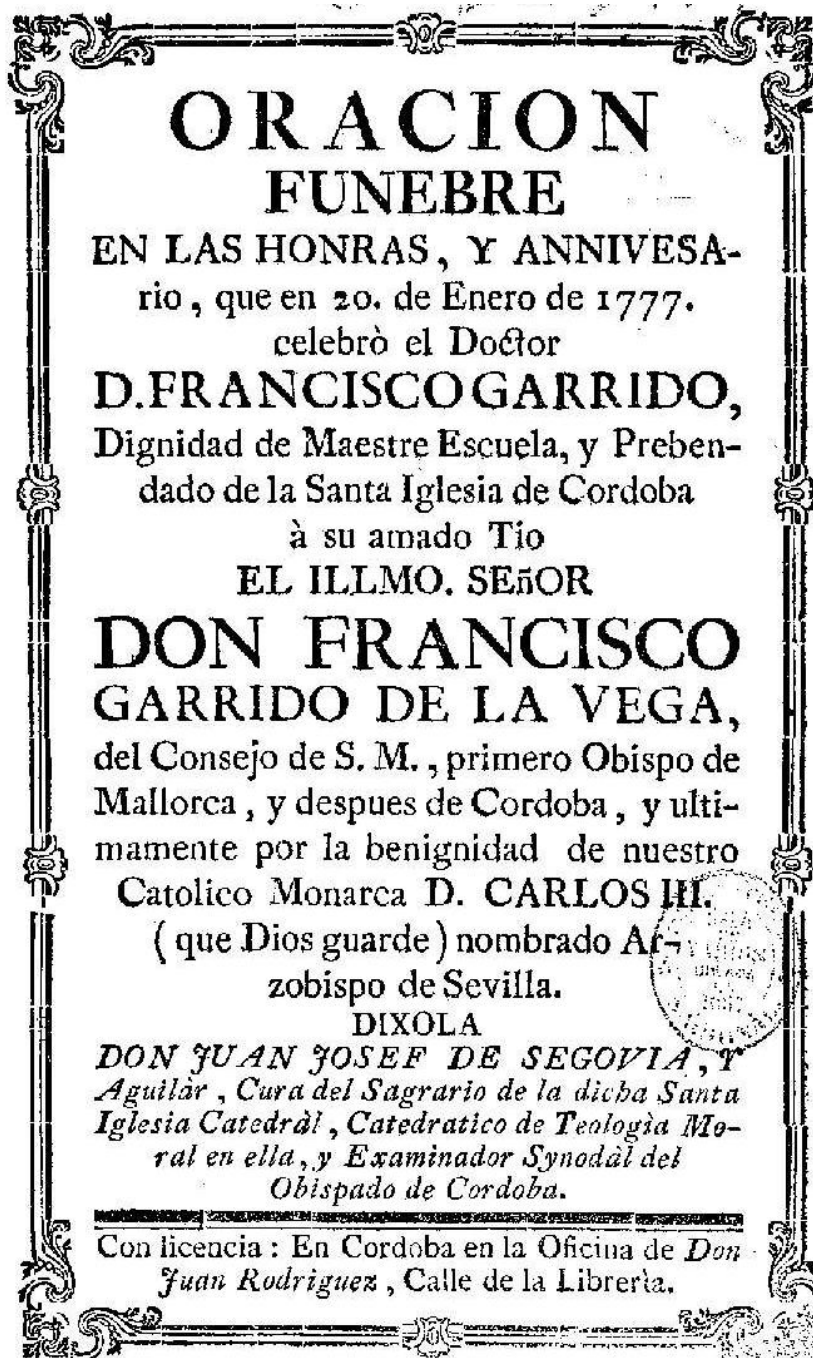 ORACION
FUNEBRE
EN LAS HONRAS, Y ANNIVESA-
rio, que en 20. de Enero de 1777.
celebrò el Doctor
D. FRANCISCO GARRIDO,
Dignidad de Maestre Escuela, y Preben-
dado de la Santa Iglesia de Cordoba
à su amado Tio
EL ILLMO. SEñOR
DON FRANCISCO
GARRIDO DE LA VEGA,
del Consejo de S. M., primero Obispo de
Mallorca, y despues de Cordoba, y ulti-
mamente por la benignidad de nuestro
Catolico Monarca D. CARLOS III.
(que Dios guarde) nombrado Ar-
zobispo de Sevilla.
DIXOLA
DON JUAN JOSEF DE SEGOVIA, Y
Aguilàr, Cura del Sagrario de la dicha Santa
Iglesia Catedràl, Catedratico de Teologìa Mo-
ral en ella, y Examinador Synodàl del
Obispado de Cordoba.
Con licencia: En Cordoba en la Oficina de Don
Juan Rodriguez, Calle de la Librerìa.